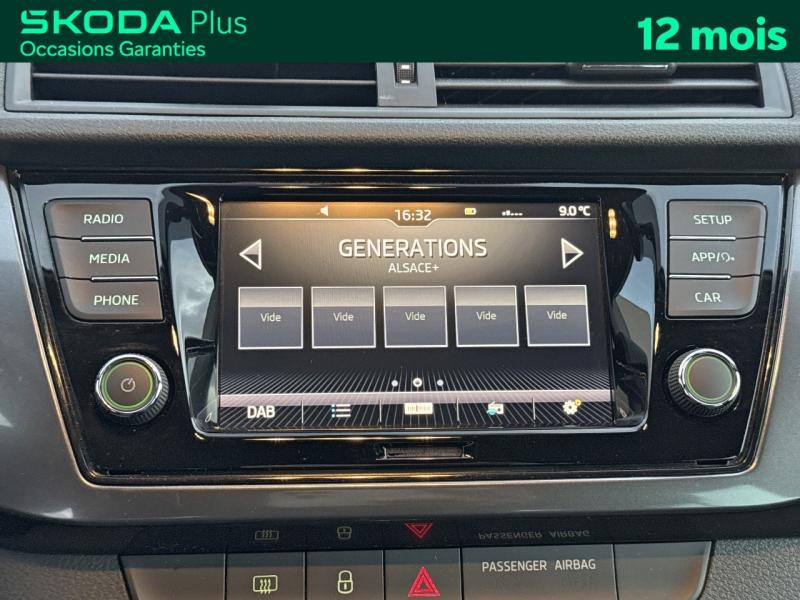 SKODA Plus
Occasions Garanties
12 mois
RADIO
MEDIA
PHONE
16:32
9.0°C
GENERATIONS
ALSACE+
Vide Vide Vide Vide Vide
DAB
SETUP
APP/
CAR
PASSENGER AIRBAG
PASSENGER AIRBAG